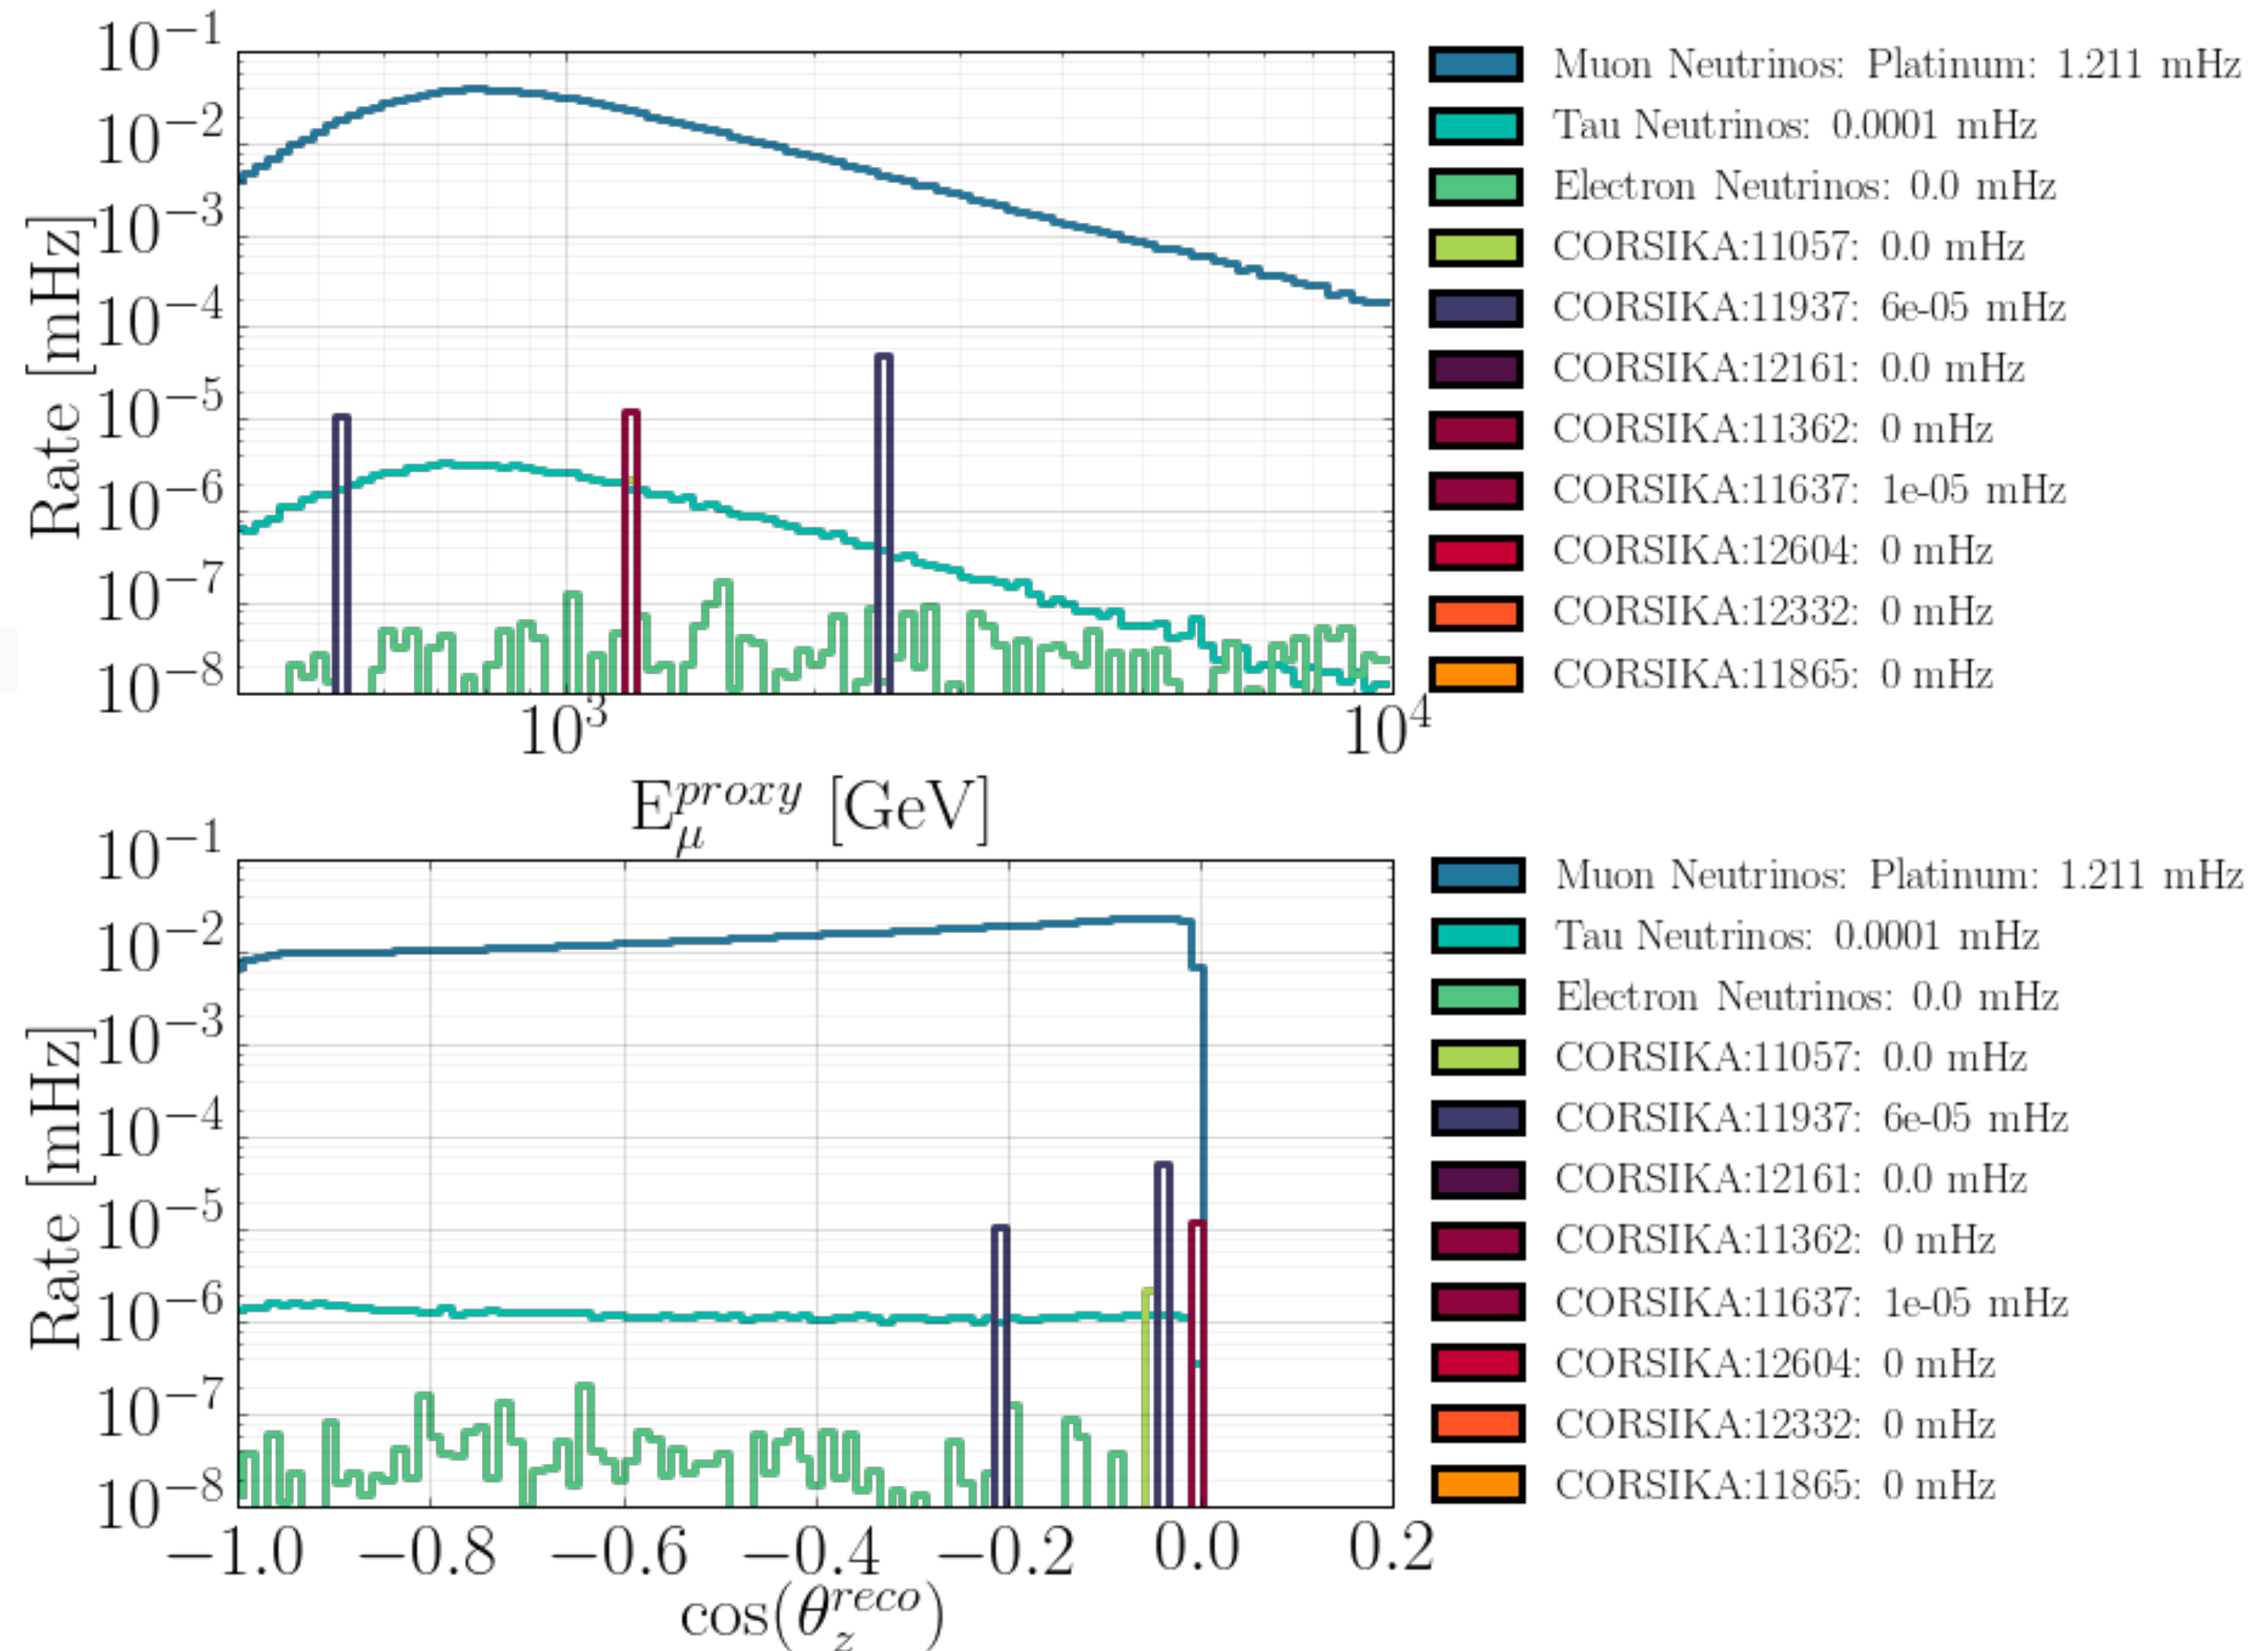 10^−1
10^−2
10^−3
10^−4
10^−5
10^−6
10^−7
10^−8
Rate [mHz]
10^3 10^4
E_μ^proxy [GeV]
Muon Neutrinos: Platinum: 1.211 mHz
Tau Neutrinos: 0.0001 mHz
Electron Neutrinos: 0.0 mHz
CORSIKA:11057: 0.0 mHz
CORSIKA:11937: 6e-05 mHz
CORSIKA:12161: 0.0 mHz
CORSIKA:11362: 0 mHz
CORSIKA:11637: 1e-05 mHz
CORSIKA:12604: 0 mHz
CORSIKA:12332: 0 mHz
CORSIKA:11865: 0 mHz
10^−1
10^−2
10^−3
10^−4
10^−5
10^−6
10^−7
10^−8
Rate [mHz]
−1.0 −0.8 −0.6 −0.4 −0.2 0.0 0.2
cos(θ_z^reco)
Muon Neutrinos: Platinum: 1.211 mHz
Tau Neutrinos: 0.0001 mHz
Electron Neutrinos: 0.0 mHz
CORSIKA:11057: 0.0 mHz
CORSIKA:11937: 6e-05 mHz
CORSIKA:12161: 0.0 mHz
CORSIKA:11362: 0 mHz
CORSIKA:11637: 1e-05 mHz
CORSIKA:12604: 0 mHz
CORSIKA:12332: 0 mHz
CORSIKA:11865: 0 mHz